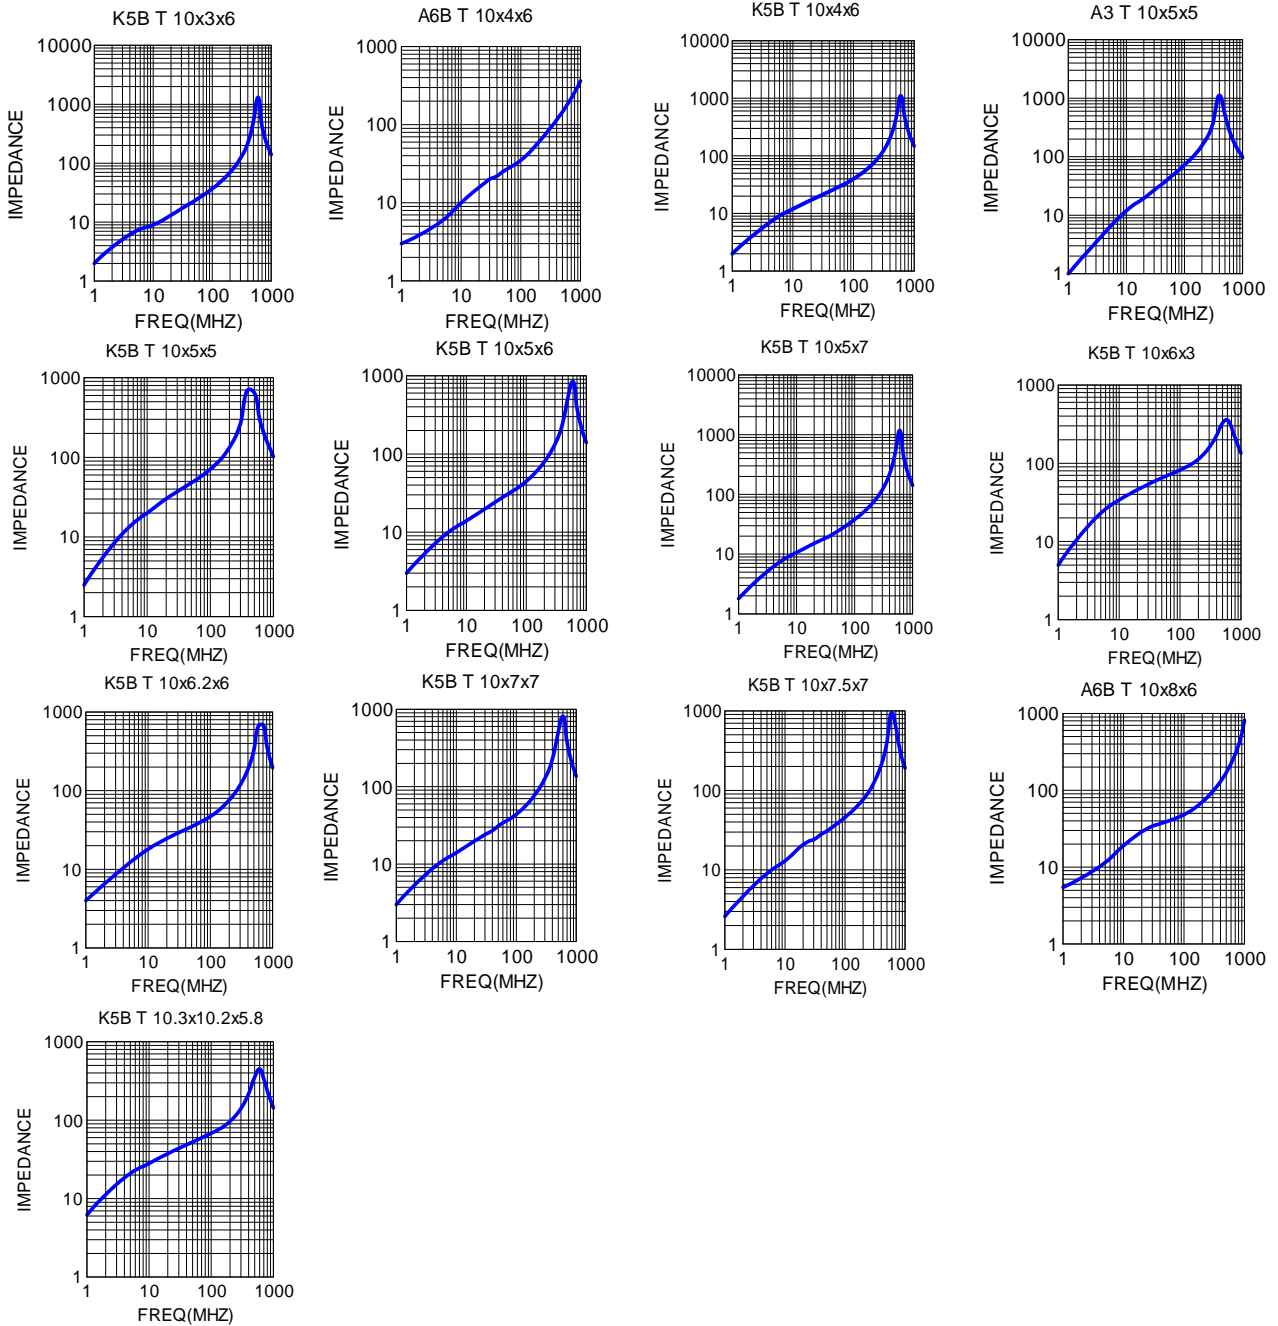 K5B T 10x3x6
10000
1000
100
10
1
1 10 100 1000
IMPEDANCE
FREQ(MHZ)
A6B T 10x4x6
1000
100
10
1
1 10 100 1000
IMPEDANCE
FREQ(MHZ)
K5B T 10x4x6
10000
1000
100
10
1
1 10 100 1000
IMPEDANCE
FREQ(MHZ)
A3 T 10x5x5
10000
1000
100
10
1
1 10 100 1000
IMPEDANCE
FREQ(MHZ)
K5B T 10x5x5
1000
100
10
1
1 10 100 1000
IMPEDANCE
FREQ(MHZ)
K5B T 10x5x6
1000
100
10
1
1 10 100 1000
IMPEDANCE
FREQ(MHZ)
K5B T 10x5x7
10000
1000
100
10
1
1 10 100 1000
IMPEDANCE
FREQ(MHZ)
K5B T 10x6x3
1000
100
10
1
1 10 100 1000
IMPEDANCE
FREQ(MHZ)
K5B T 10x6.2x6
1000
100
10
1
1 10 100 1000
IMPEDANCE
FREQ(MHZ)
K5B T 10x7x7
1000
100
10
1
1 10 100 1000
IMPEDANCE
FREQ(MHZ)
K5B T 10x7.5x7
1000
100
10
1
1 10 100 1000
IMPEDANCE
FREQ(MHZ)
A6B T 10x8x6
1000
100
10
1
1 10 100 1000
IMPEDANCE
FREQ(MHZ)
K5B T 10.3x10.2x5.8
1000
100
10
1
1 10 100 1000
IMPEDANCE
FREQ(MHZ)